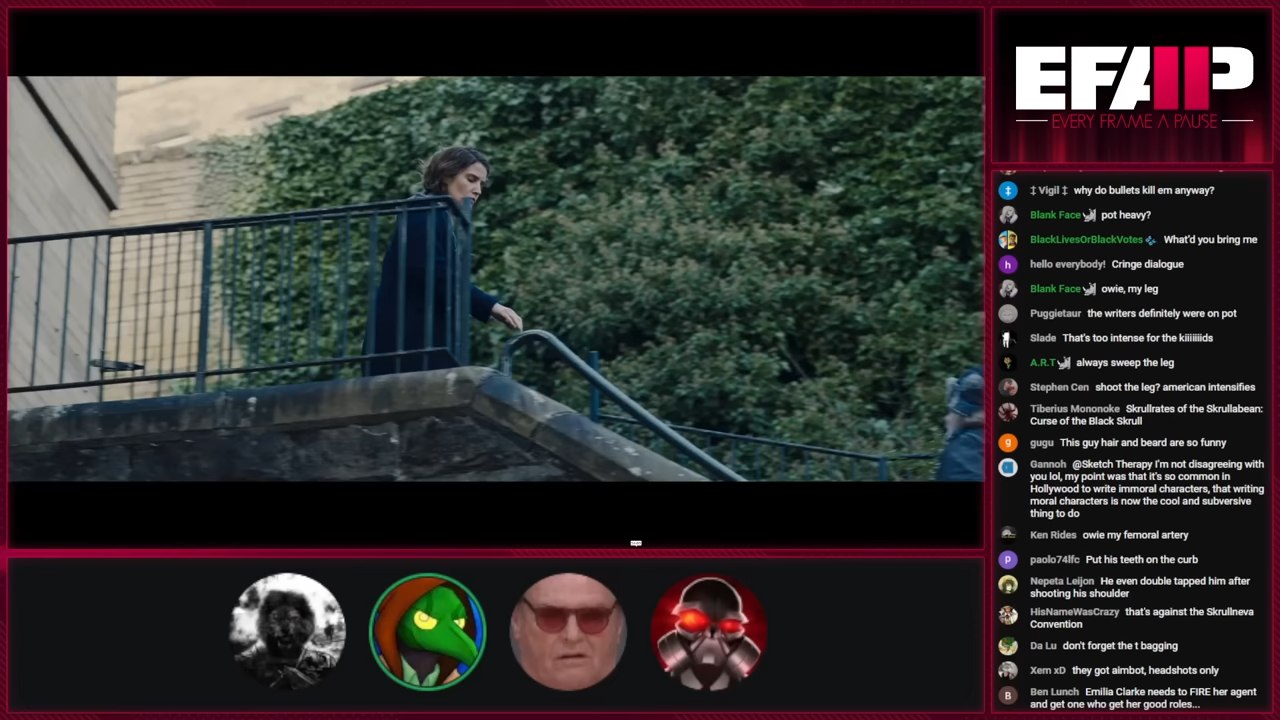 EFAP
EVERY FRAME A PAUSE
‡ Vigil ‡ why do bullets kill em anyway?
Blank Face pot heavy?
BlackLivesOrBlackVotes What'd you bring me
hello everybody! Cringe dialogue
Blank Face owie, my leg
Puggietaur the writers definitely were on pot
Slade That's too intense for the kiiiiiids
A.R.T always sweep the leg
Stephen Cen shoot the leg? american intensifies
Tiberius Mononoke Skrullrates of the Skrullabean:
Curse of the Black Skrull
g
gugu This guy hair and beard are so funny
Gannoh @Sketch Therapy I'm not disagreeing with
you lol, my point was that it's so common in
Hollywood to write immoral characters, that writing
moral characters is now the cool and subversive
thing to do
Ken Rides owie my femoral artery
P
paolo74lfc Put his teeth on the curb
Nepeta Leijon He even double tapped him after
shooting his shoulder
HisNameWasCrazy that's against the Skrullneva
Convention
Da Lu don't forget the t bagging
Xem xD they got aimbot, headshots only
B
Ben Lunch Emilia Clarke needs to FIRE her agent
and get one who get her good roles...